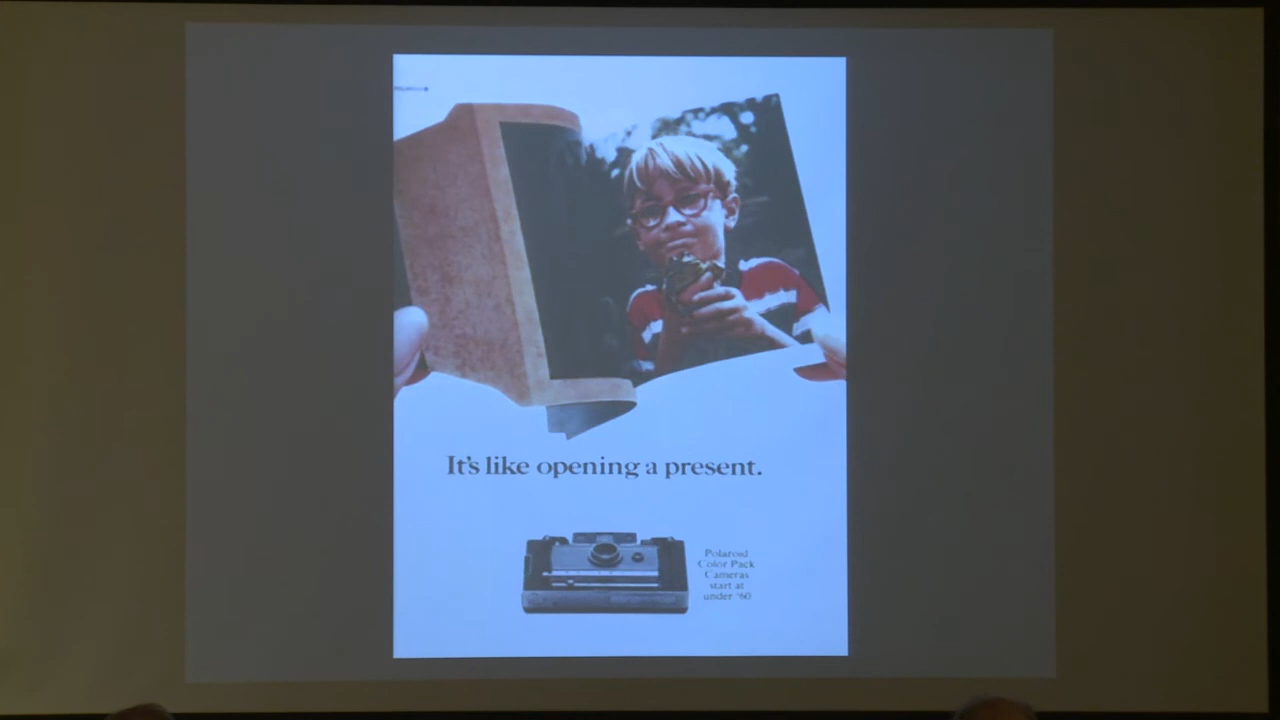 It's like opening a present.
Polaroid
Color Pack
Cameras
start at
under $60